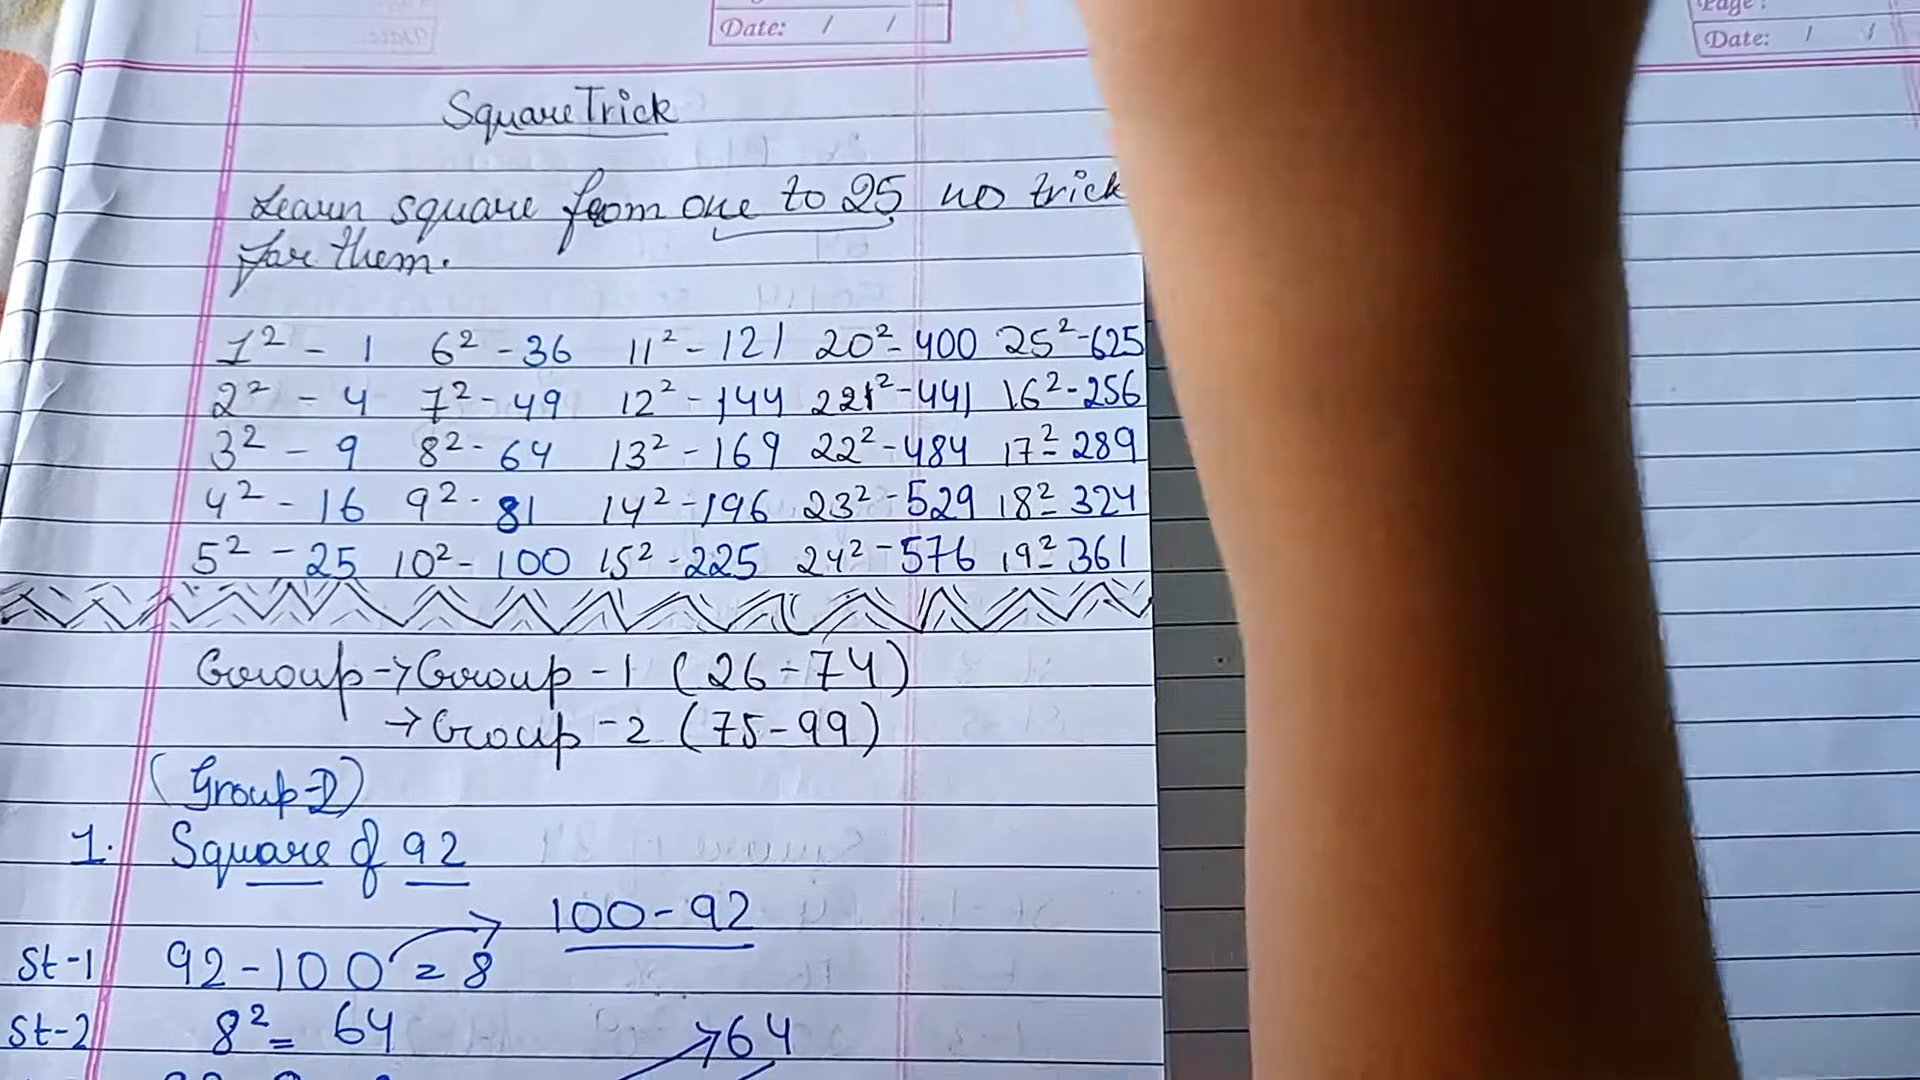 Date: / /
Page:
Date: / /
Square Trick
Learn square from one to 25 no trick
for them.
1² - 1 6² - 36 11² - 121 20² - 400 25² - 625
2² - 4 7² - 49 12² - 144 221² - 441 16² - 256
3² - 9 8² - 64 13² - 169 22² - 484 17² - 289
4² - 16 9² - 81 14² - 196 23² - 529 18² - 324
5² - 25 10² - 100 15² - 225 24² - 576 19² - 361
Group → Group - 1 (26 - 74)
→ Group - 2 (75 - 99)
(Group-2)
1. Square of 92
100 - 92
St-1 92 - 100 = 8
St-2 8² = 64
64